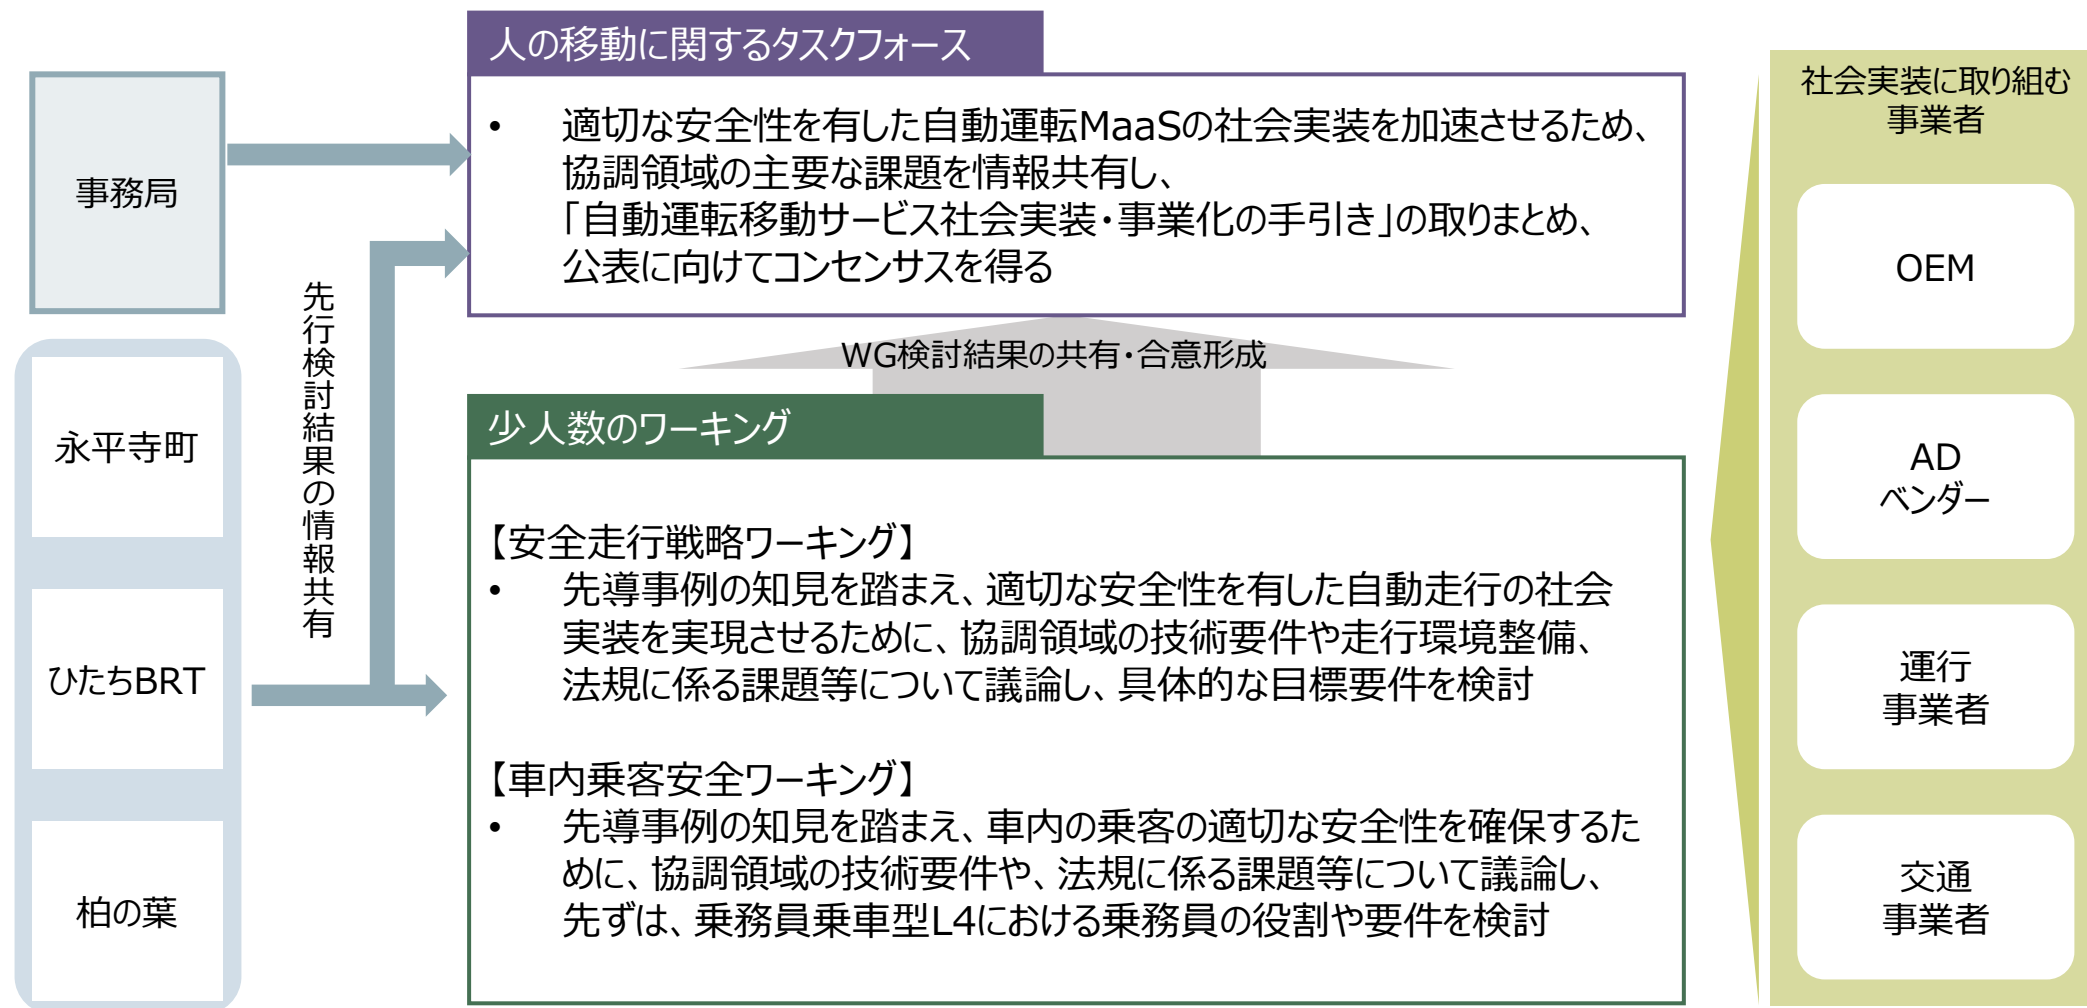 事務局
永平寺町
ひたちBRT
柏の葉
先行検討結果の情報共有
人の移動に関するタスクフォース
• 適切な安全性を有した自動運転MaaSの社会実装を加速させるため、
協調領域の主要な課題を情報共有し、
「自動運転移動サービス社会実装・事業化の手引き」の取りまとめ、
公表に向けてコンセンサスを得る
WG検討結果の共有・合意形成
少人数のワーキング
【安全走行戦略ワーキング】
• 先導事例の知見を踏まえ、適切な安全性を有した自動走行の社会
実装を実現させるために、協調領域の技術要件や走行環境整備、
法規に係る課題等について議論し、具体的な目標要件を検討
【車内乗客安全ワーキング】
• 先導事例の知見を踏まえ、車内の乗客の適切な安全性を確保するた
めに、協調領域の技術要件や、法規に係る課題等について議論し、
先ずは、乗務員乗車型L4における乗務員の役割や要件を検討
社会実装に取り組む
事業者
OEM
AD
ベンダー
運行
事業者
交通
事業者